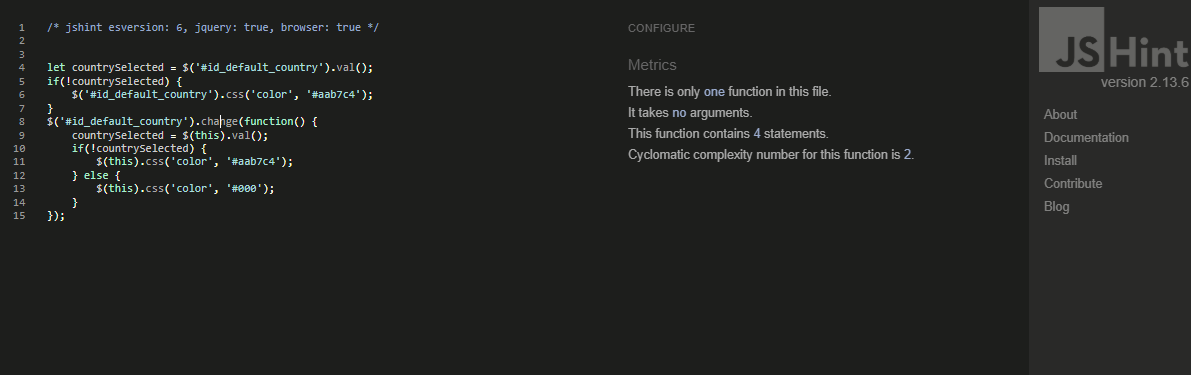 1 /* jshint esversion: 6, jquery: true, browser: true */
2
3
4 let countrySelected = $('#id_default_country').val();
5 if(!countrySelected) {
6     $('#id_default_country').css('color', '#aab7c4');
7 }
8 $('#id_default_country').change(function() {
9     countrySelected = $(this).val();
10     if(!countrySelected) {
11         $(this).css('color', '#aab7c4');
12     } else {
13         $(this).css('color', '#000');
14     }
15 });
CONFIGURE
Metrics
There is only one function in this file.
It takes no arguments.
This function contains 4 statements.
Cyclomatic complexity number for this function is 2.
JSHint
version 2.13.6
About
Documentation
Install
Contribute
Blog